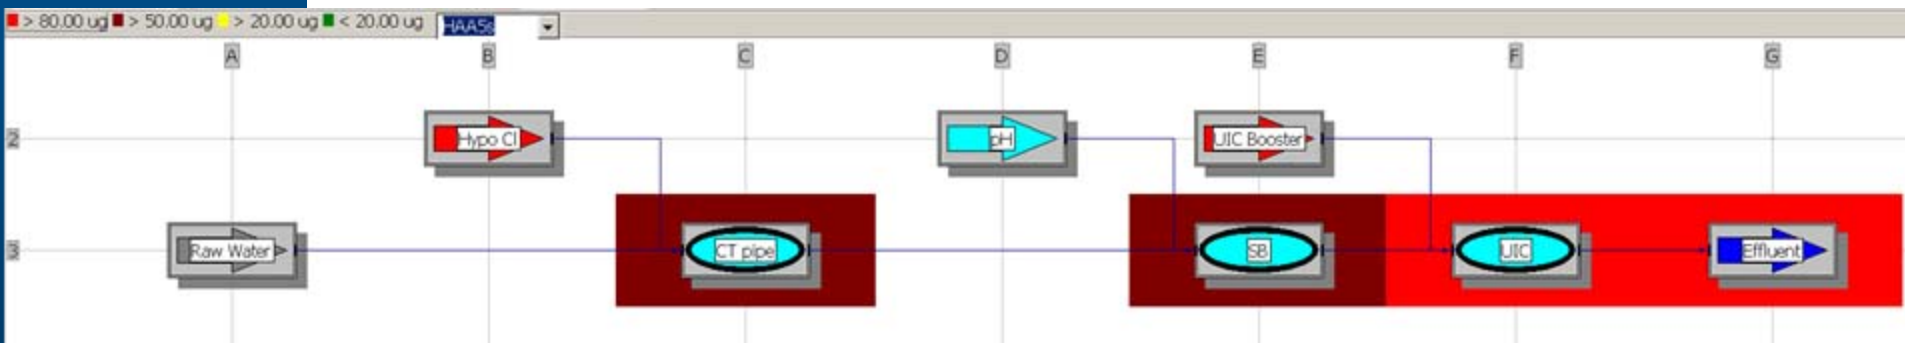 > 80.00 ug > 50.00 ug > 20.00 ug < 20.00 ug HAA5s
A B C D E F G
2 Hypo Cl pH UIC Booster
3 Raw Water CT pipe SB UIC Effluent